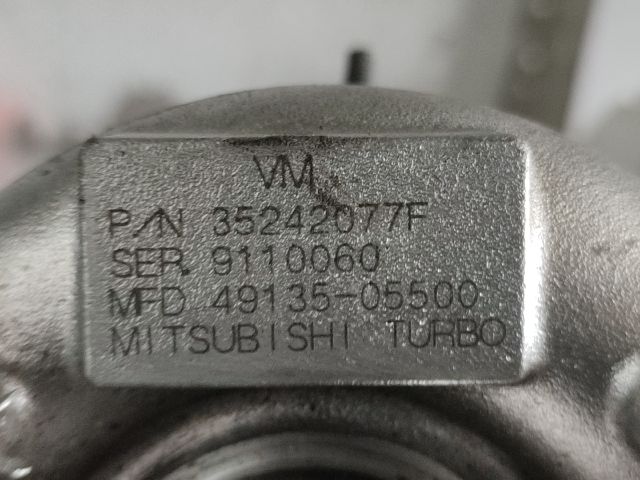 VM
P/N 35242077F
SER. 9110060
MFD 49135-05500
MITSUBISHI TURBO